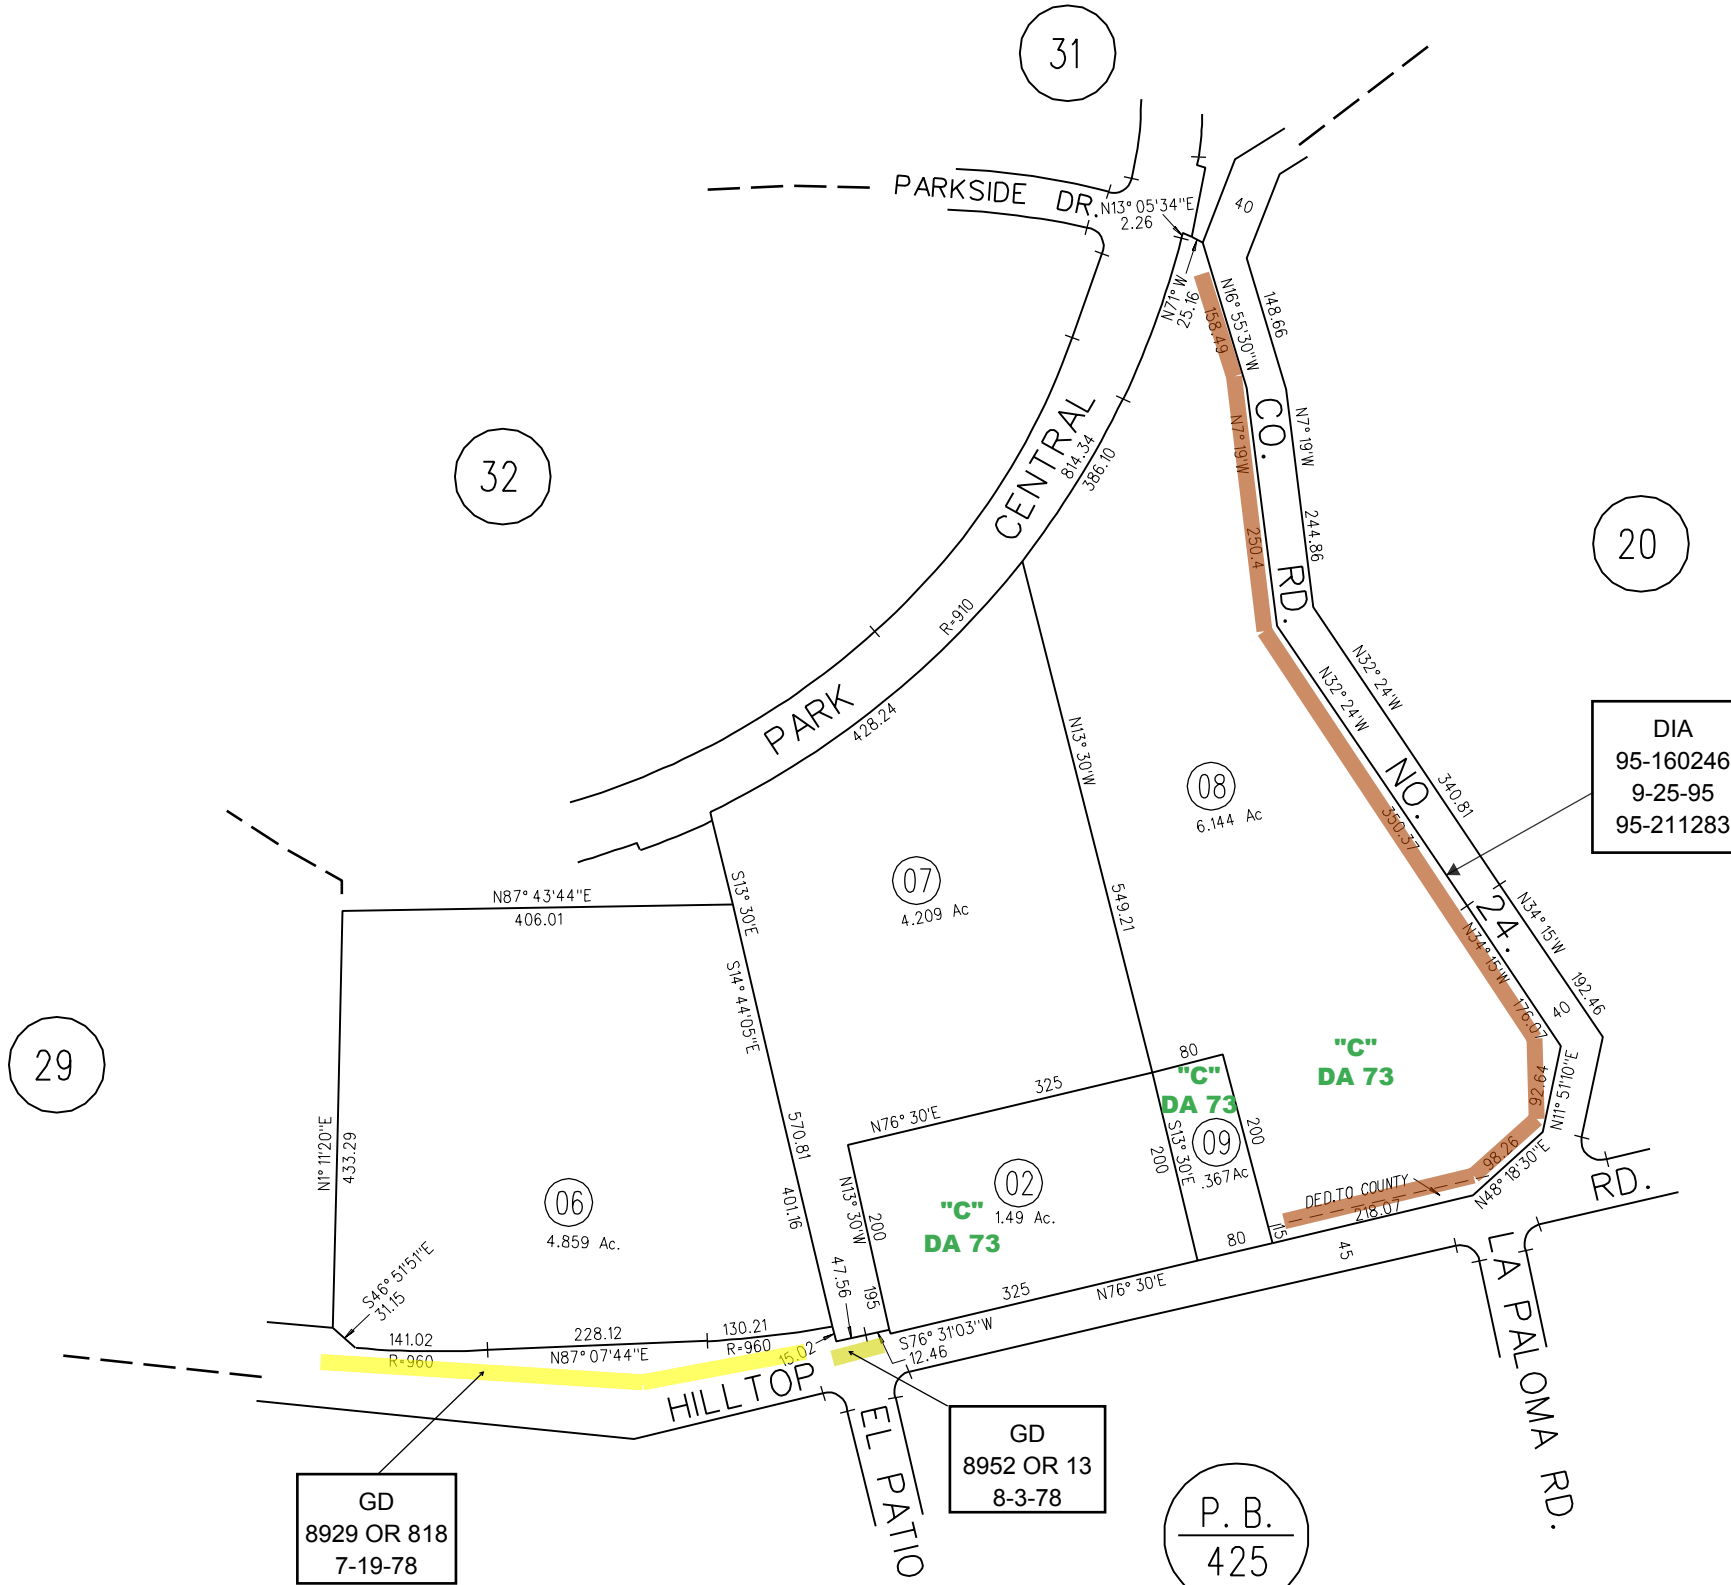 31
PARKSIDE DR.
N13° 05'34"E
2.26
40
N71° W
25.16
N16° 55'30"W
158.49
148.66
CO. RD. NO. 24.
N7° 19'W
N7° 19'W
250.4
244.86
PARK CENTRAL
814.34
386.10
R=910
428.24
32
20
N32° 24'W
N32° 24'W
340.81
350.37
DIA
95-160246
9-25-95
95-211283
N13° 30'W
549.21
08
6.144 Ac
07
4.209 Ac
N87° 43'44"E
406.01
S13° 30'E
S14° 44'05"E
570.81
401.16
N34° 15'W
N34° 15'W
192.46
176.07
40
29
N1° 11'20"E
433.29
06
4.859 Ac.
"C"
DA 73
80
"C"
DA 73
325
N76° 30'E
09
.367Ac
S13° 30'E
200
200
02
1.49 Ac.
"C"
DA 73
N13° 30'W
200
195
47.56
92.64
N11° 51'10"E
98.26
N48° 18'30"E
DED.TO COUNTY
218.07
15
80
45
325
N76° 30'E
RD.
S46° 51'51"E
31.15
141.02
R=960
228.12
N87° 07'44"E
130.21
R=960
15.02
S76° 31'03"W
12.46
HILLTOP
EL PATIO
LA PALOMA RD.
GD
8952 OR 13
8-3-78
GD
8929 OR 818
7-19-78
P. B.
425